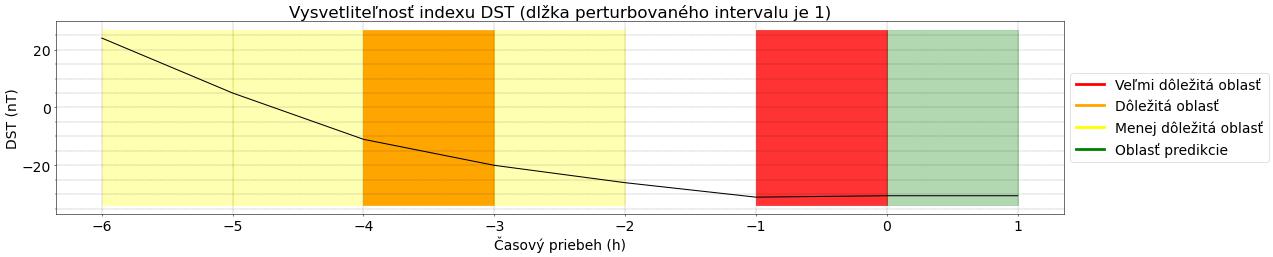 Vysvetliteľnosť indexu DST (dĺžka perturbovaného intervalu je 1)
DST (nT)
20
0
−20
−6 −5 −4 −3 −2 −1 0 1
Časový priebeh (h)
Veľmi dôležitá oblasť
Dôležitá oblasť
Menej dôležitá oblasť
Oblasť predikcie